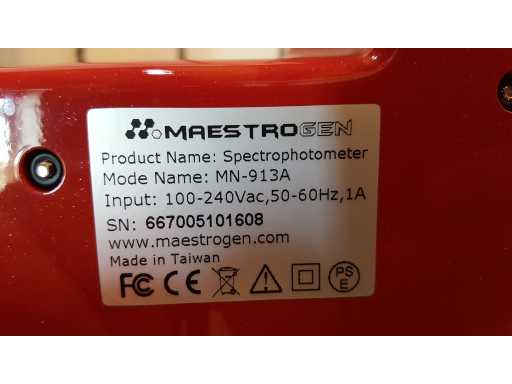 MAESTROGEN
Product Name: Spectrophotometer
Mode Name: MN-913A
Input: 100-240Vac,50-60Hz,1A
SN: 667005101608
www.maestrogen.com
Made in Taiwan
FC CE PS E